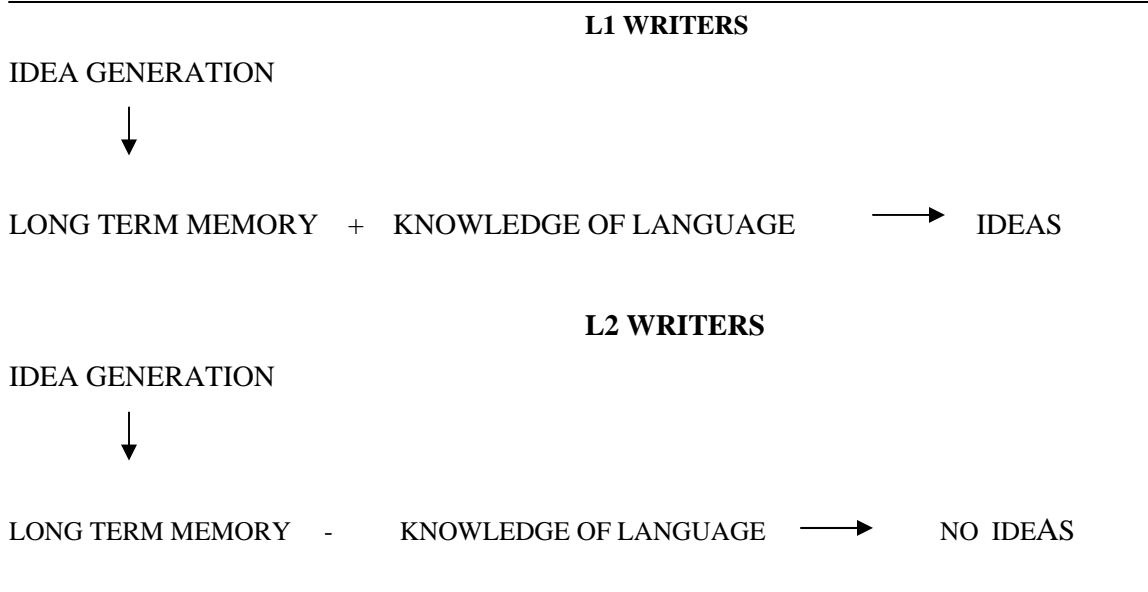 L1 WRITERS
IDEA GENERATION
LONG TERM MEMORY + KNOWLEDGE OF LANGUAGE IDEAS
L2 WRITERS
IDEA GENERATION
LONG TERM MEMORY - KNOWLEDGE OF LANGUAGE NO IDEAS